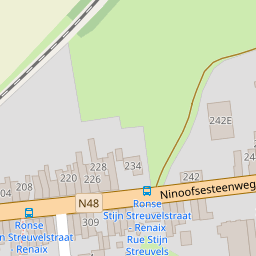 242E
234
228
220
226
242
208
204
Ninoofsesteenweg
N48
309
Ronse
Stijn Streuvelstraat
- Renaix
Rue Stijn
Streuvels
Ronse
Stijn Streuvelstraat
- Renaix